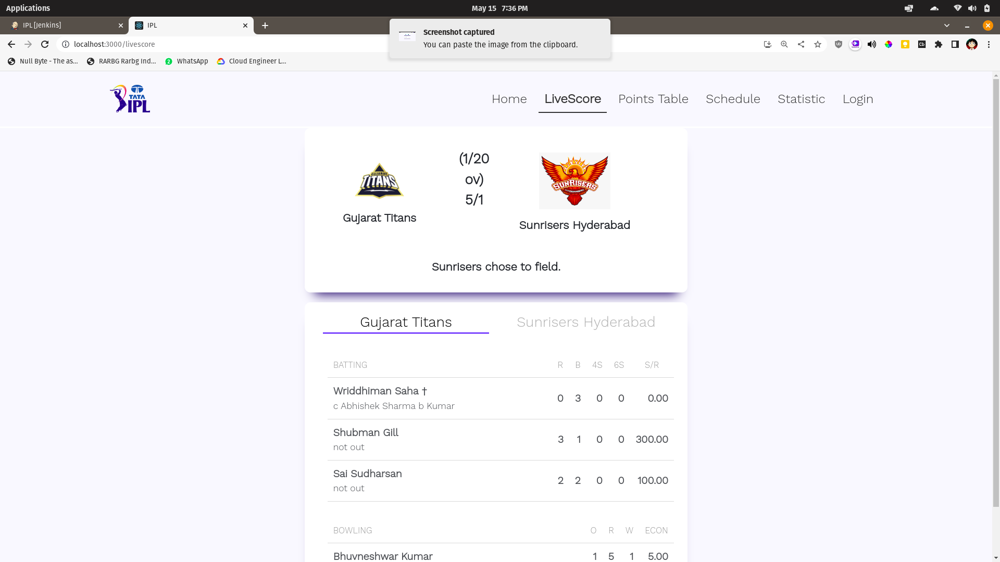 Applications
May 15 7:36 PM
IPL [Jenkins]
IPL
Screenshot captured
You can paste the image from the clipboard.
localhost:3000/livescore
Null Byte - The as...
RARBG Rarbg Ind...
2
WhatsApp
Cloud Engineer L...
TATA
IPL
Home
LiveScore
Points Table
Schedule
Statistic
Login
GUJARAT
TITANS
Gujarat Titans
(1/20
ov)
5/1
SUNRISERS
Sunrisers Hyderabad
Sunrisers chose to field.
Gujarat Titans
Sunrisers Hyderabad
BATTING R B 4S 6S S/R
Wriddhiman Saha † 0 3 0 0 0.00
c Abhishek Sharma b Kumar
Shubman Gill 3 1 0 0 300.00
not out
Sai Sudharsan 2 2 0 0 100.00
not out
BOWLING O R W ECON
Bhuvneshwar Kumar 1 5 1 5.00